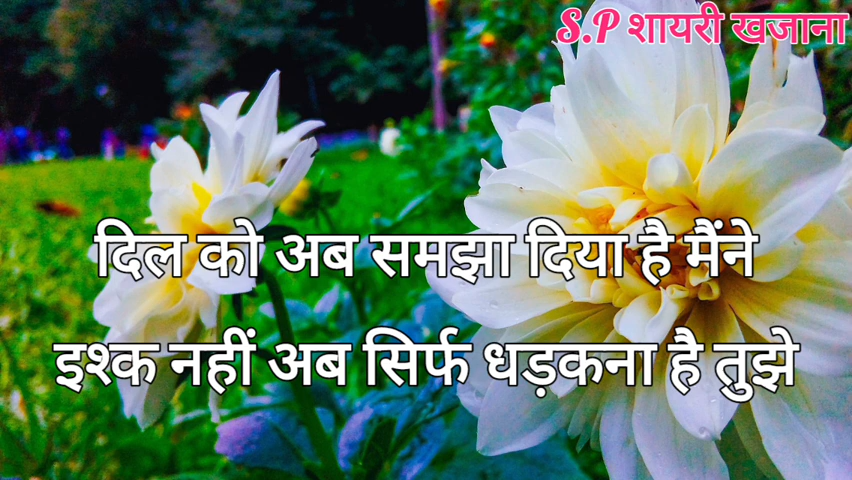 S.P शायरी खजाना
दिल को अब समझा दिया है मैंने
इश्क नहीं अब सिर्फ धड़कना है तुझे